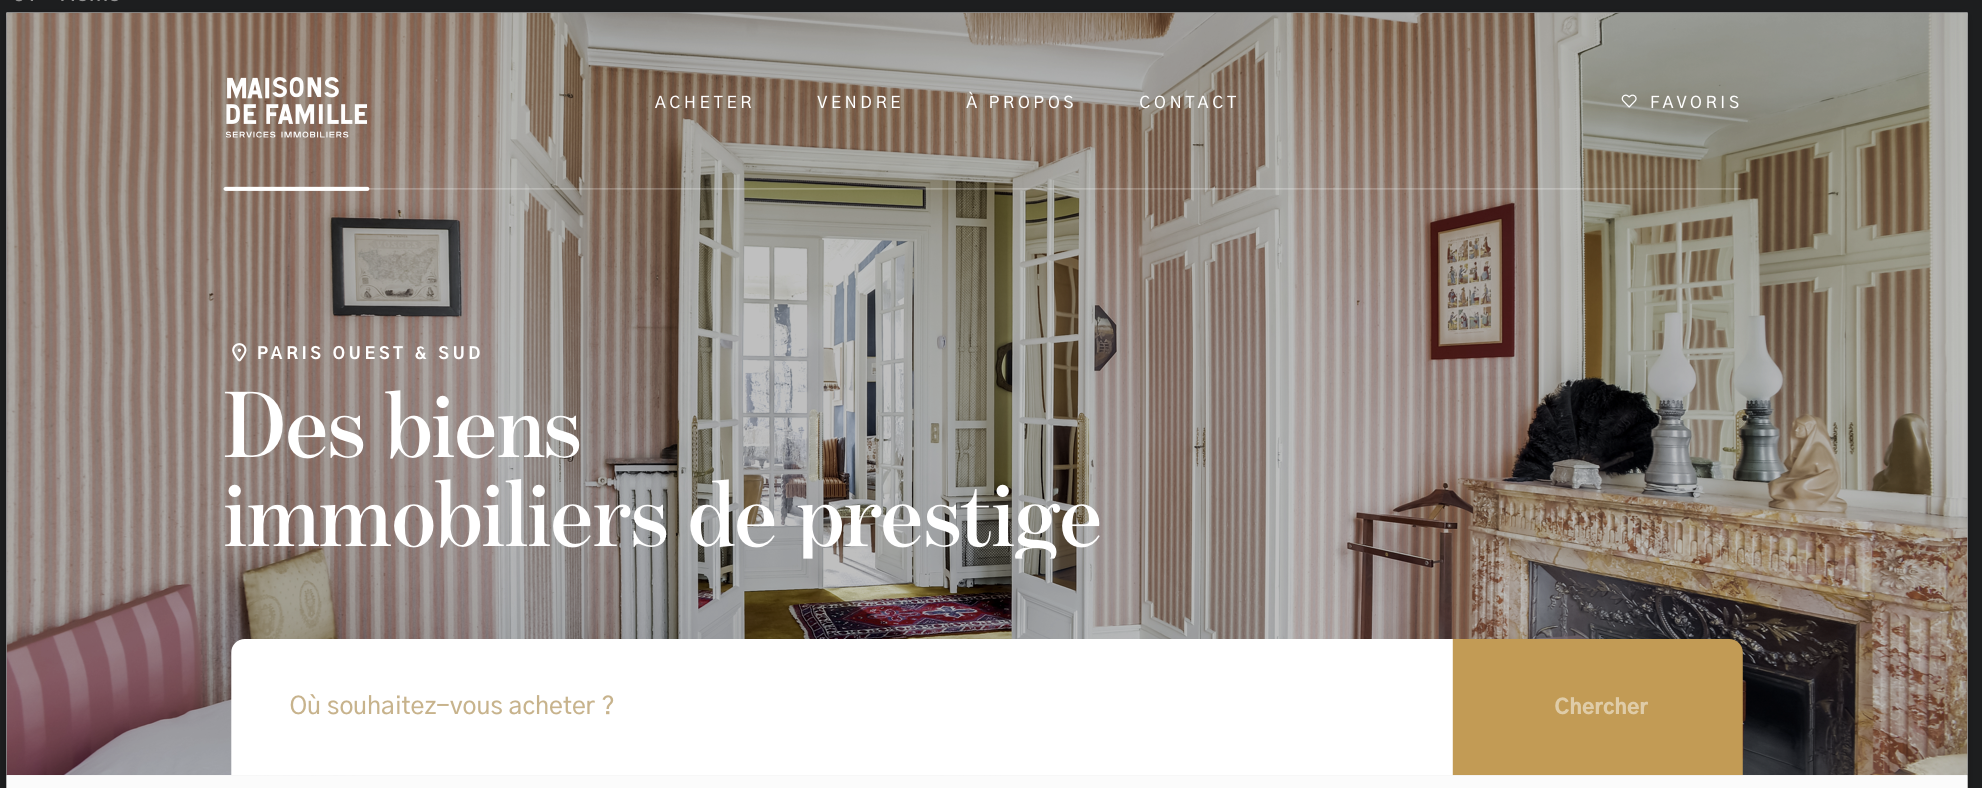 MAISONS
DE FAMILLE
SERVICES IMMOBILIERS
ACHETER
VENDRE
À PROPOS
CONTACT
FAVORIS
PARIS OUEST & SUD
Des biens
immobiliers de prestige
Où souhaitez-vous acheter ?
Chercher